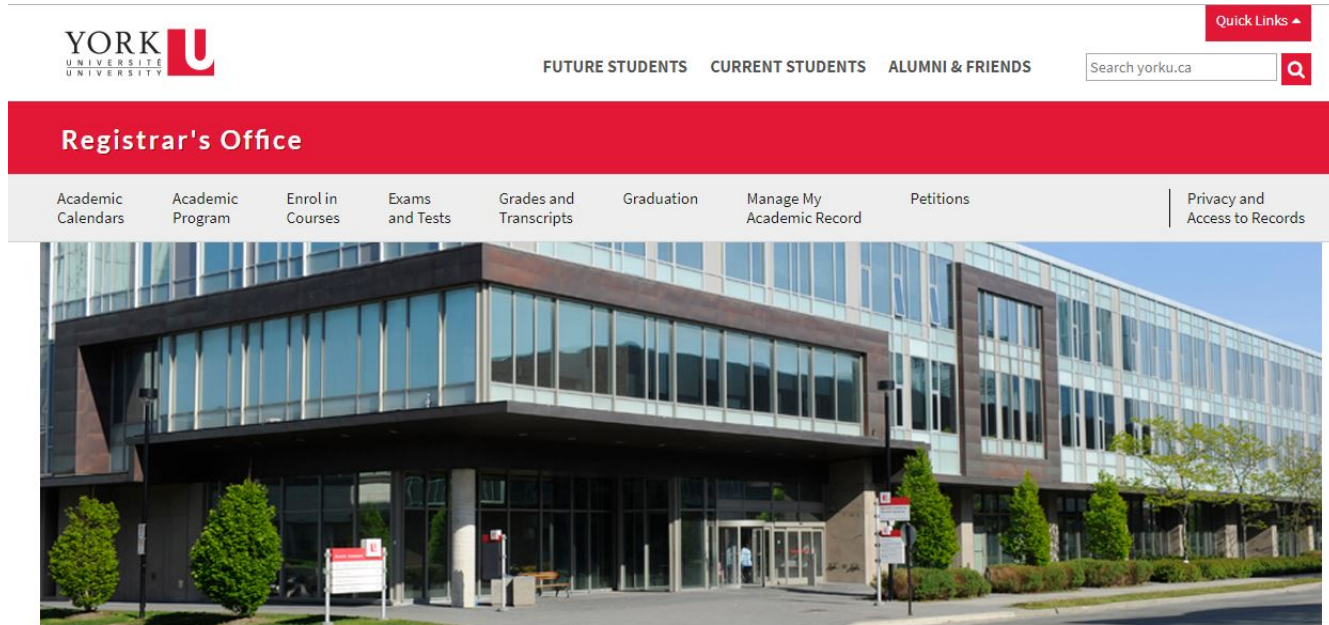 Quick Links
YORK
UNIVERSITÉ
UNIVERSITY
U
FUTURE STUDENTS CURRENT STUDENTS ALUMNI & FRIENDS
Search yorku.ca
Registrar's Office
Academic Calendars
Academic Program
Enrol in Courses
Exams and Tests
Grades and Transcripts
Graduation
Manage My Academic Record
Petitions
Privacy and Access to Records